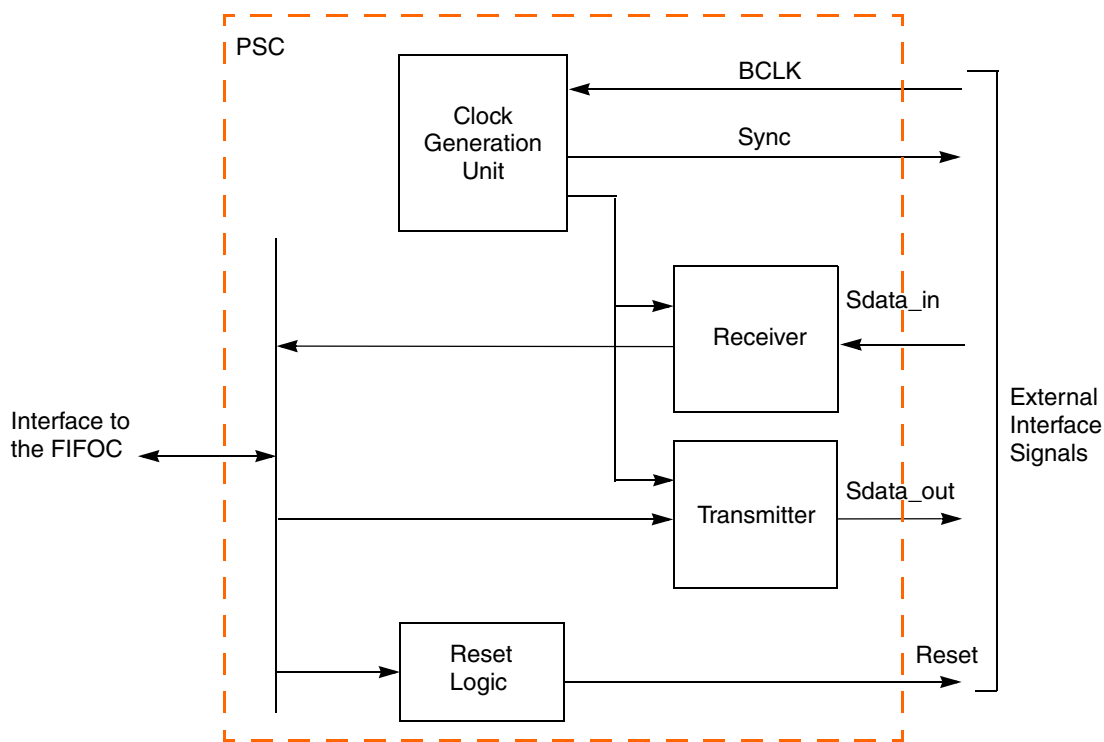 PSC
BCLK
Clock
Generation
Unit
Sync
Sdata_in
Receiver
Interface to
the FIFOC
External
Interface
Signals
Sdata_out
Transmitter
Reset
Logic
Reset